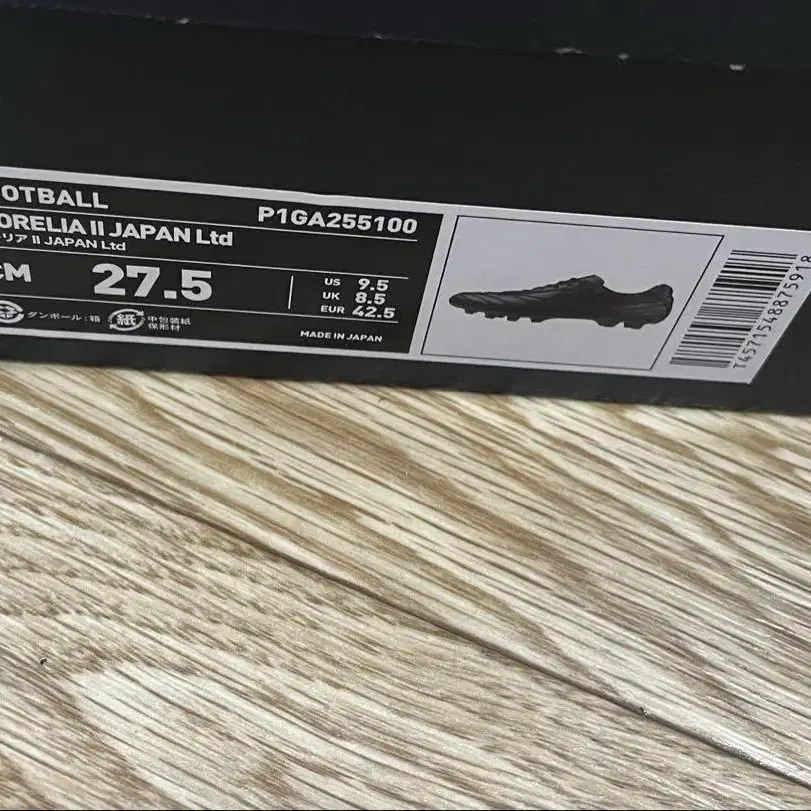 OTBALL
P1GA255100
ORELIA II JAPAN Ltd
リア II JAPAN Ltd
CM 27.5
US 9.5
UK 8.5
EUR 42.5
ダンボール:箱
紙
中包装紙
保形材
MADE IN JAPAN
T4571548875918